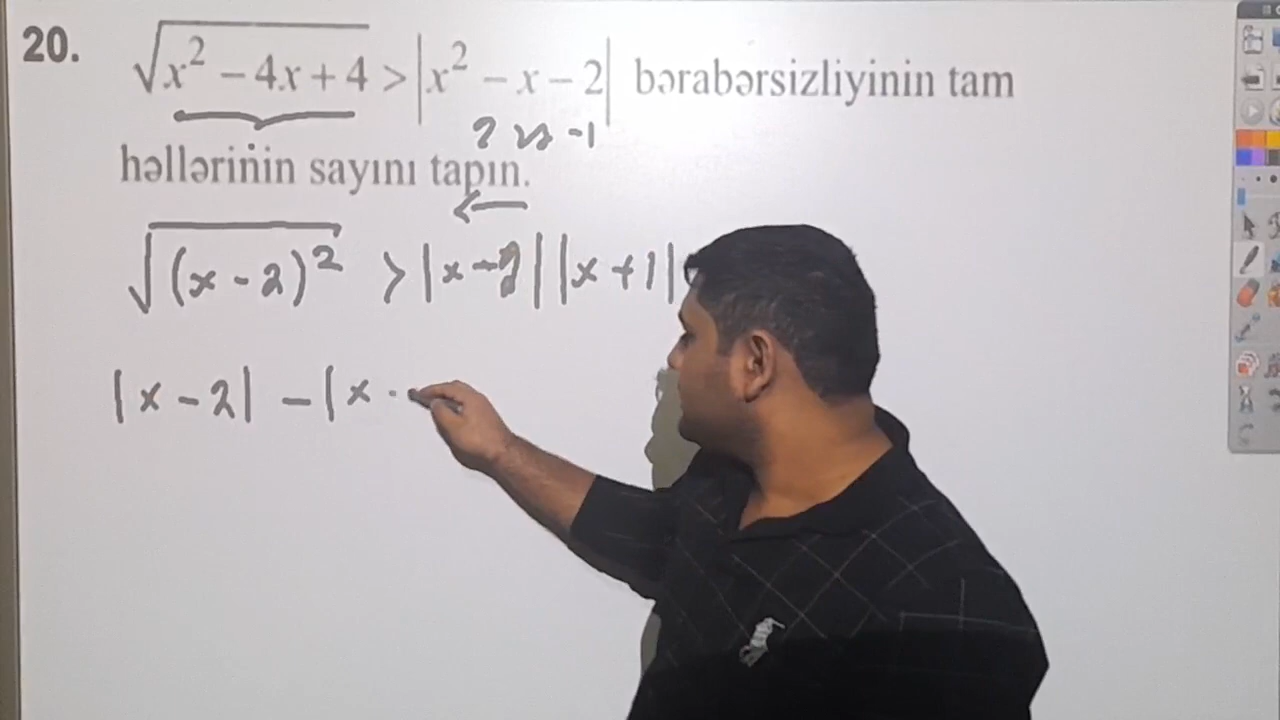 20. √x² − 4x + 4 > |x² − x − 2| bərabərsizliyinin tam
2 və -1
həllərinin sayını tapın.
√(x - 2)² > |x - 2||x + 1|
|x - 2| - |x -